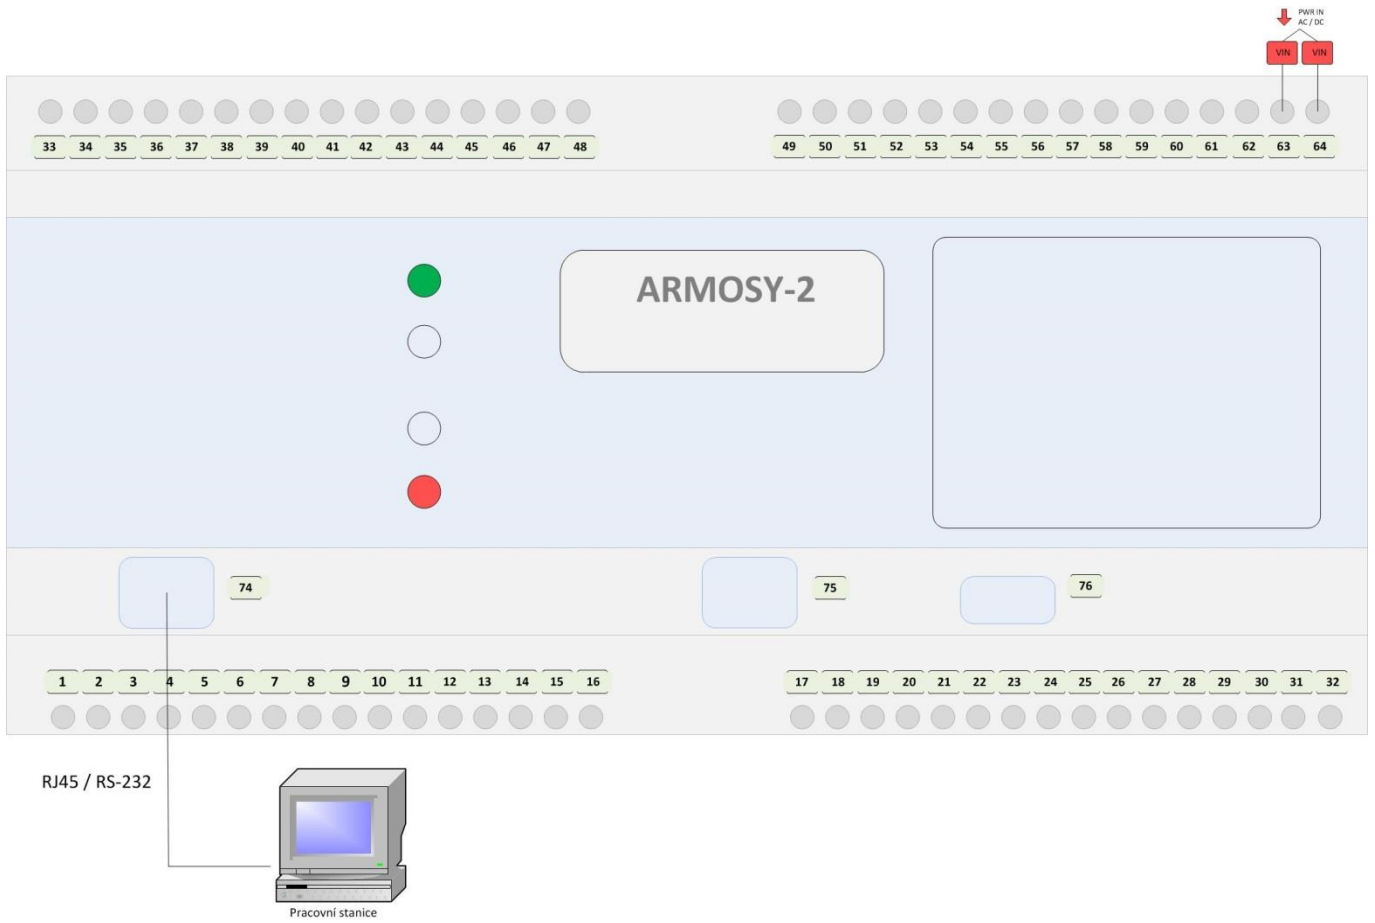 PWR IN
AC / DC
VIN VIN
33 34 35 36 37 38 39 40 41 42 43 44 45 46 47 48 49 50 51 52 53 54 55 56 57 58 59 60 61 62 63 64
ARMOSY-2
74 75 76
1 2 3 4 5 6 7 8 9 10 11 12 13 14 15 16 17 18 19 20 21 22 23 24 25 26 27 28 29 30 31 32
RJ45 / RS-232
Pracovní stanice